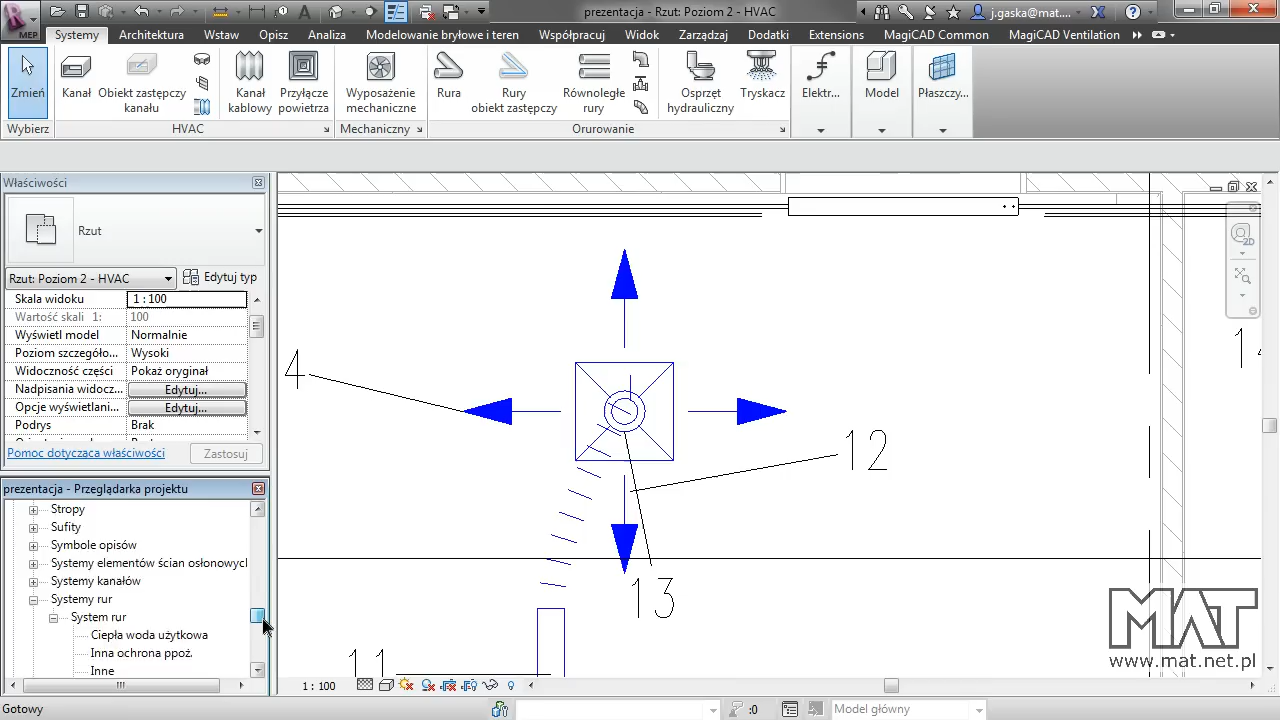 prezentacja - Rzut: Poziom 2 - HVAC
j.gaska@mat....
MEP
Systemy Architektura Wstaw Opisz Analiza Modelowanie bryłowe i teren Współpracuj Widok Zarządzaj Dodatki Extensions MagiCAD Common MagiCAD Ventilation
Zmień
Kanał
Obiekt zastępczy
kanału
Kanał
kablowy
Przyłącze
powietrza
Wyposażenie
mechaniczne
Rura
Rury
obiekt zastępczy
Równoległe
rury
Osprzęt
hydrauliczny
Tryskacz
Elektr...
Model
Płaszczy...
Wybierz HVAC Mechaniczny Orurowanie
Właściwości
Rzut
Rzut: Poziom 2 - HVAC Edytuj typ
Skala widoku 1 : 100
Wartość skali 1: 100
Wyświetl model Normalnie
Poziom szczegóło... Wysoki
Widoczność części Pokaż oryginał
Nadpisania widocz... Edytuj...
Opcje wyświetlani... Edytuj...
Podrys Brak
Pomoc dotycząca właściwości Zastosuj
prezentacja - Przeglądarka projektu
Stropy
Sufity
Symbole opisów
Systemy elementów ścian osłonowych
Systemy kanałów
Systemy rur
System rur
Ciepła woda użytkowa
Inna ochrona ppoż.
Inne
4
12
13
11
2D
MAT
www.mat.net.pl
1 : 100
Gotowy
:0
Model główny